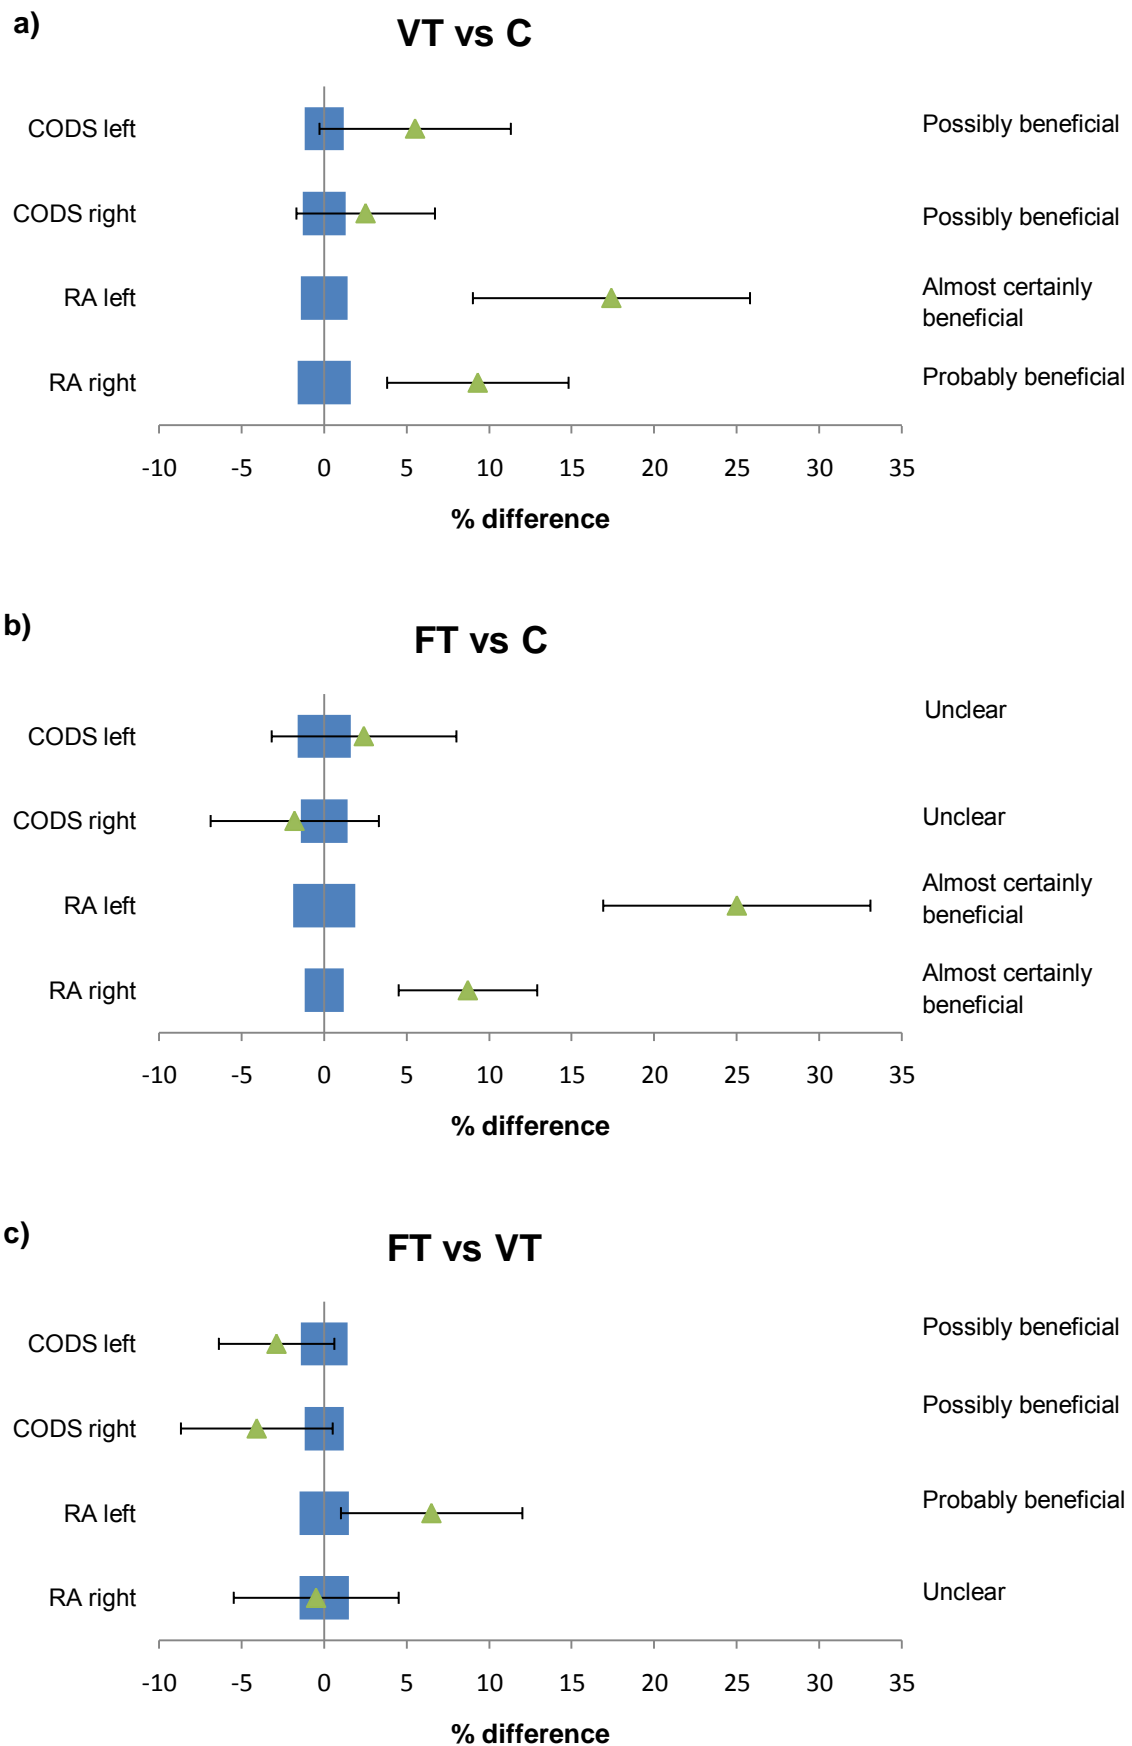 a)
VT vs C
CODS left
Possibly beneficial
CODS right
Possibly beneficial
RA left
Almost certainly
beneficial
RA right
Probably beneficial
-10 -5 0 5 10 15 20 25 30 35
% difference
b)
FT vs C
CODS left
Unclear
CODS right
Unclear
RA left
Almost certainly
beneficial
RA right
Almost certainly
beneficial
-10 -5 0 5 10 15 20 25 30 35
% difference
c)
FT vs VT
CODS left
Possibly beneficial
CODS right
Possibly beneficial
RA left
Probably beneficial
RA right
Unclear
-10 -5 0 5 10 15 20 25 30 35
% difference